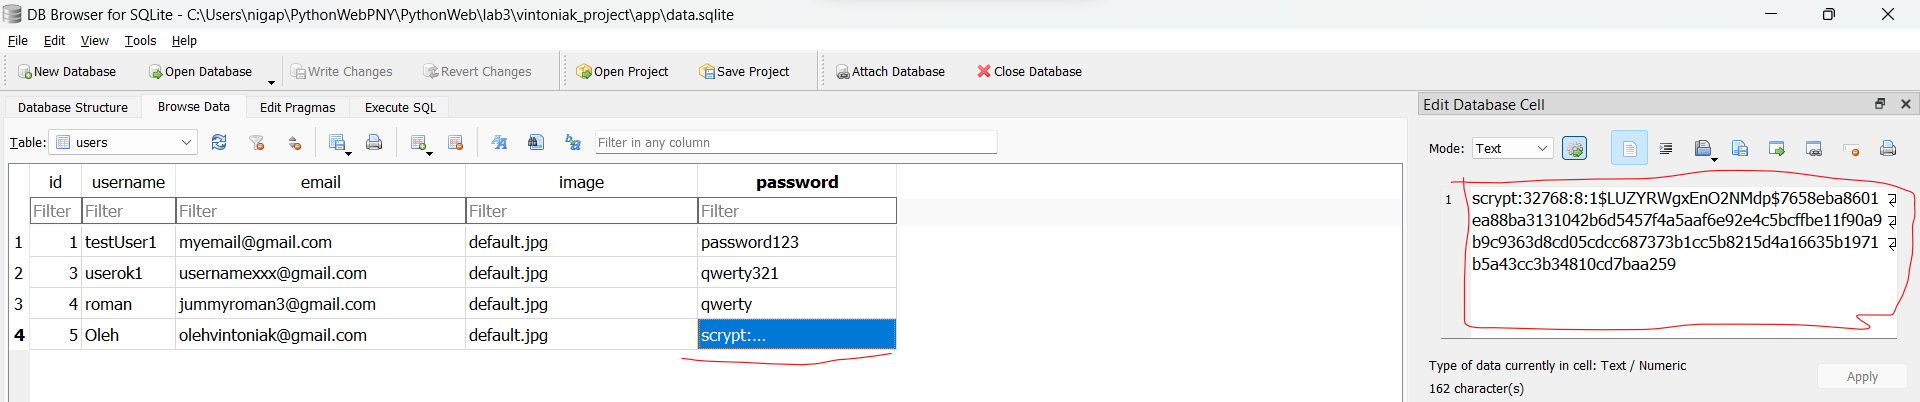 DB Browser for SQLite - C:\Users\nigap\PythonWebPNY\PythonWeb\lab3\vintoniak_project\app\data.sqlite
File Edit View Tools Help
New Database Open Database Write Changes Revert Changes Open Project Save Project Attach Database Close Database
Database Structure Browse Data Edit Pragmas Execute SQL
Table: users Filter in any column
id username email image password
Filter Filter Filter Filter Filter
1 1 testUser1 myemail@gmail.com default.jpg password123
2 3 userok1 usernamexxx@gmail.com default.jpg qwerty321
3 4 roman jummyroman3@gmail.com default.jpg qwerty
4 5 Oleh olehvintoniak@gmail.com default.jpg scrypt:...
Edit Database Cell
Mode: Text
1 scrypt:32768:8:1$LUZYRWgxEnO2NMdp$7658eba8601
ea88ba3131042b6d5457f4a5aaf6e92e4c5bcffbe11f90a9
b9c9363d8cd05cdcc687373b1cc5b8215d4a16635b1971
b5a43cc3b34810cd7baa259
Type of data currently in cell: Text / Numeric
162 character(s)
Apply